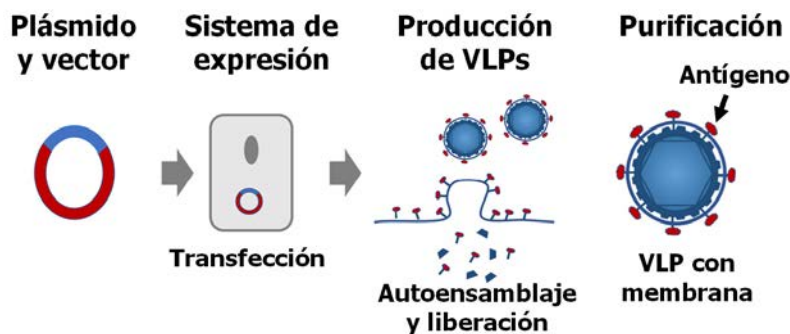 Plásmido
y vector
Sistema de
expresión
Producción
de VLPs
Purificación
Antígeno
Transfección
Autoensamblaje
y liberación
VLP con
membrana